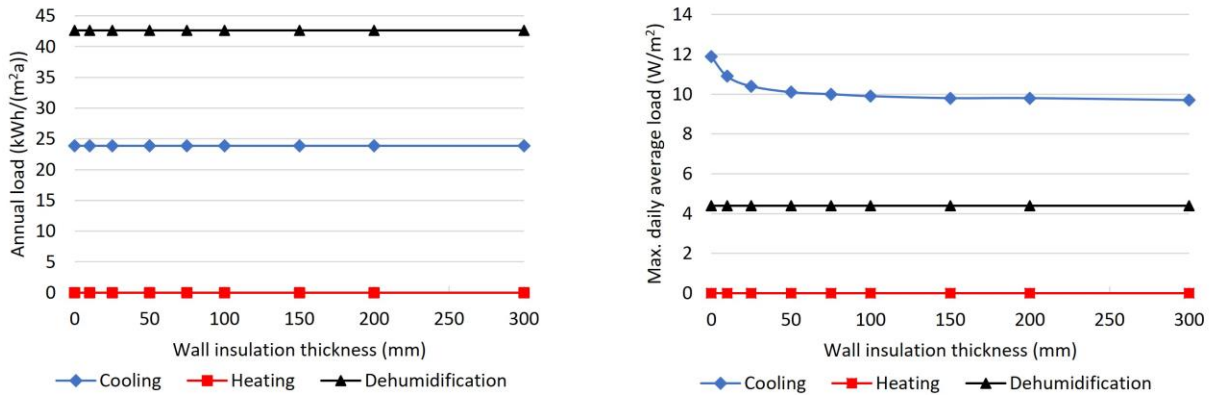 Annual load (kWh/(m²a))
45
40
35
30
25
20
15
10
5
0
0 50 100 150 200 250 300
Wall insulation thickness (mm)
Cooling Heating Dehumidification
Max. daily average load (W/m²)
14
12
10
8
6
4
2
0
0 50 100 150 200 250 300
Wall insulation thickness (mm)
Cooling Heating Dehumidification